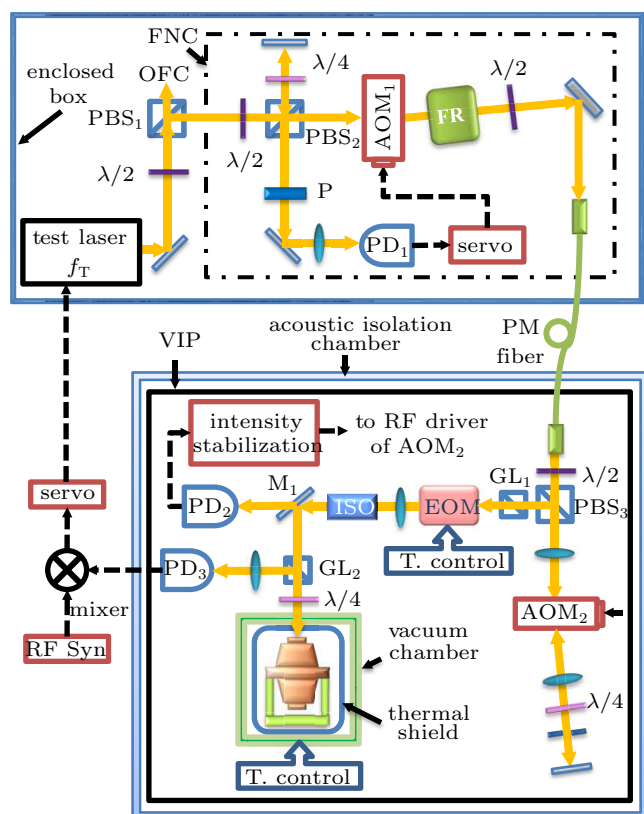 FNC
enclosed
box
OFC
λ/4
λ/2
PBS₁
PBS₂
AOM₁
FR
λ/2
λ/2
P
test laser
f_T
PD₁
servo
PM
fiber
acoustic isolation
chamber
VIP
intensity
stabilization
to RF driver
of AOM₂
GL₁
λ/2
PBS₃
M₁
servo
PD₂
ISO
EOM
T. control
PD₃
GL₂
mixer
λ/4
AOM₂
RF Syn
vacuum
chamber
thermal
shield
λ/4
T. control